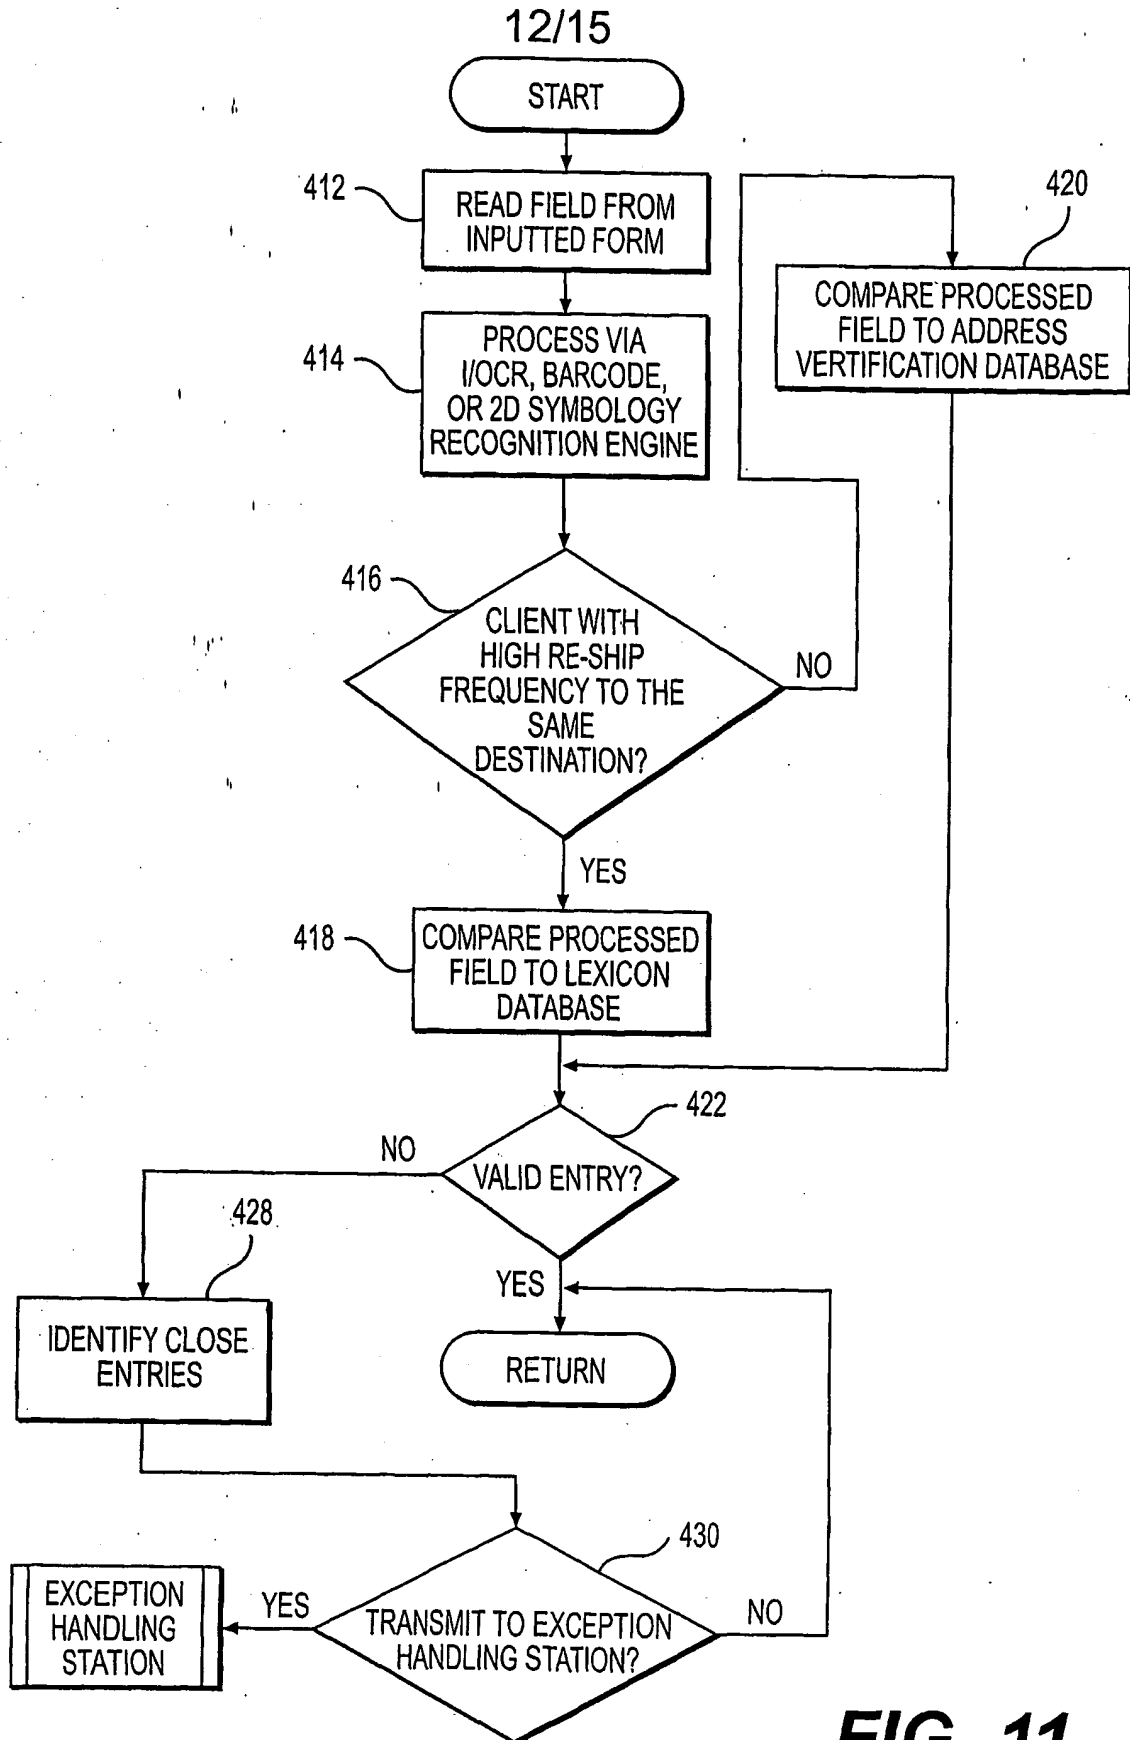 12/15
START
412
READ FIELD FROM
INPUTTED FORM
420
COMPARE PROCESSED
FIELD TO ADDRESS
VERTIFICATION DATABASE
414
PROCESS VIA
I/OCR, BARCODE,
OR 2D SYMBOLOGY
RECOGNITION ENGINE
416
CLIENT WITH
HIGH RE-SHIP
FREQUENCY TO THE
SAME
DESTINATION?
NO
YES
418
COMPARE PROCESSED
FIELD TO LEXICON
DATABASE
422
NO
VALID ENTRY?
428
YES
IDENTIFY CLOSE
ENTRIES
RETURN
430
EXCEPTION
HANDLING
STATION
YES
TRANSMIT TO EXCEPTION
HANDLING STATION?
NO
FIG. 11